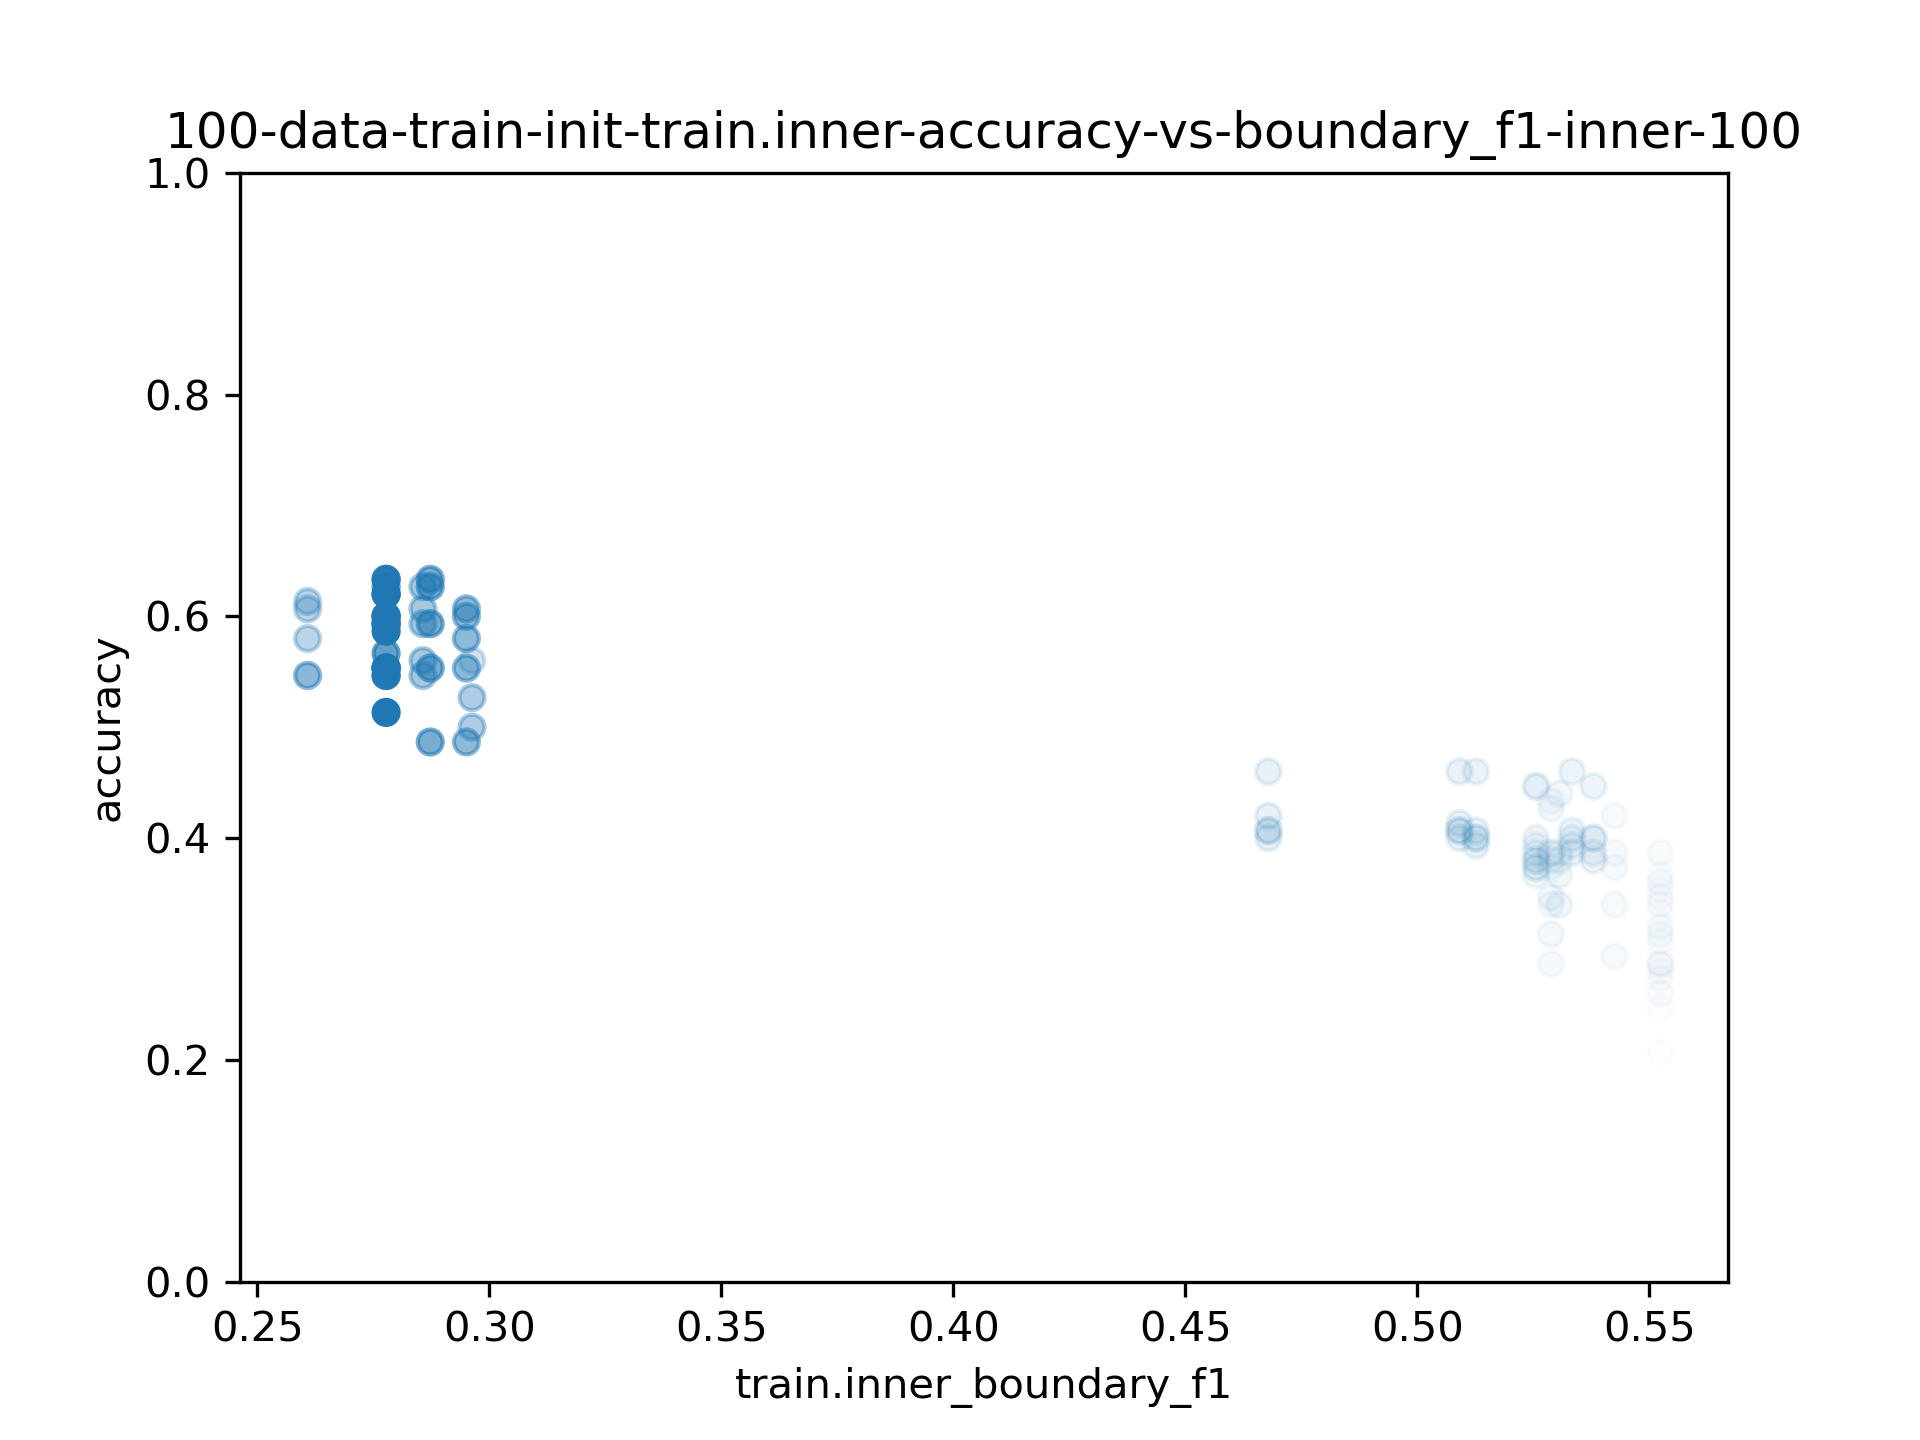 100-data-train-init-train.inner-accuracy-vs-boundary_f1-inner-100
1.0
0.8
0.6
0.4
0.2
0.0
accuracy
0.25 0.30 0.35 0.40 0.45 0.50 0.55
train.inner_boundary_f1